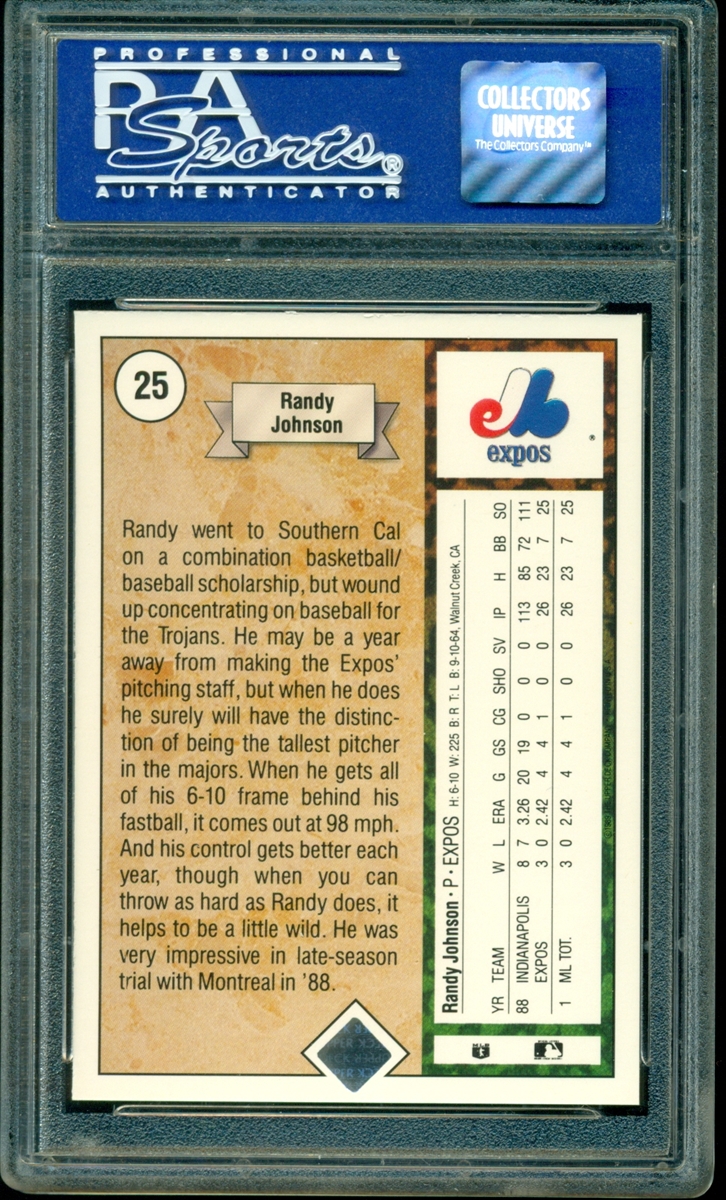 PROFESSIONAL
PSA
Sports®
AUTHENTICATOR
COLLECTORS
UNIVERSE
The Collectors Company™
25
Randy
Johnson
expos
®
Randy went to Southern Cal
on a combination basketball/
baseball scholarship, but wound
up concentrating on baseball for
the Trojans. He may be a year
away from making the Expos'
pitching staff, but when he does
he surely will have the distinc-
tion of being the tallest pitcher
in the majors. When he gets all
of his 6-10 frame behind his
fastball, it comes out at 98 mph.
And his control gets better each
year, though when you can
throw as hard as Randy does, it
helps to be a little wild. He was
very impressive in late-season
trial with Montreal in '88.
Randy Johnson · P · EXPOS H: 6-10 W: 225 B: R T: L B: 9-10-64, Walnut Creek, CA
YR TEAM W L ERA G GS CG SHO SV IP H BB SO
88 INDIANAPOLIS 8 7 3.26 20 19 0 0 0 113 85 72 111
EXPOS 3 0 2.42 4 4 1 0 0 26 23 7 25
1 ML TOT. 3 0 2.42 4 4 1 0 0 26 23 7 25